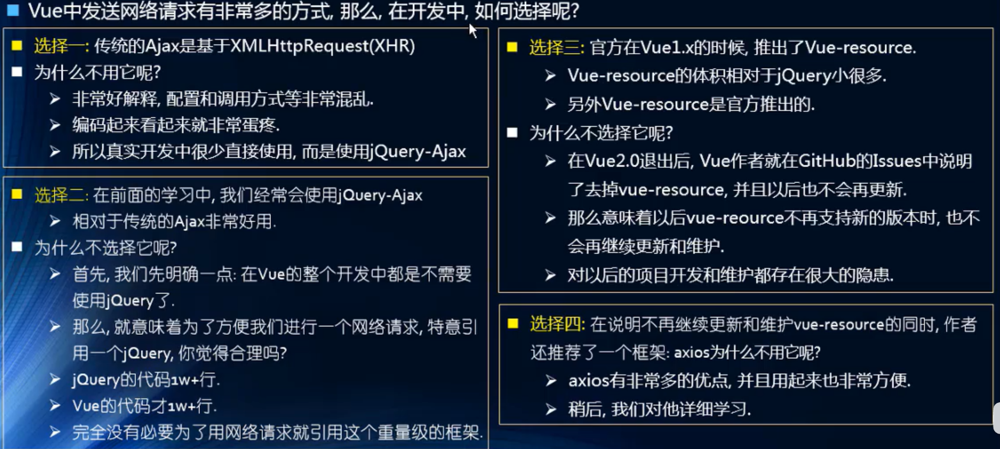 Vue中发送网络请求有非常多的方式, 那么, 在开发中, 如何选择呢?
选择一: 传统的Ajax是基于XMLHttpRequest(XHR)
为什么不用它呢?
非常好解释, 配置和调用方式等非常混乱.
编码起来看起来就非常蛋疼.
所以真实开发中很少直接使用, 而是使用jQuery-Ajax
选择二: 在前面的学习中, 我们经常会使用jQuery-Ajax
相对于传统的Ajax非常好用.
为什么不选择它呢?
首先, 我们先明确一点: 在Vue的整个开发中都是不需要
使用jQuery了.
那么, 就意味着为了方便我们进行一个网络请求, 特意引
用一个jQuery, 你觉得合理吗?
jQuery的代码1w+行.
Vue的代码才1w+行.
完全没有必要为了用网络请求就引用这个重量级的框架.
选择三: 官方在Vue1.x的时候, 推出了Vue-resource.
Vue-resource的体积相对于jQuery小很多.
另外Vue-resource是官方推出的.
为什么不选择它呢?
在Vue2.0退出后, Vue作者就在GitHub的Issues中说明
了去掉vue-resource, 并且以后也不会再更新.
那么意味着以后vue-reource不再支持新的版本时, 也不
会再继续更新和维护.
对以后的项目开发和维护都存在很大的隐患.
选择四: 在说明不再继续更新和维护vue-resource的同时, 作者
还推荐了一个框架: axios为什么不用它呢?
axios有非常多的优点, 并且用起来也非常方便.
稍后, 我们对他详细学习.